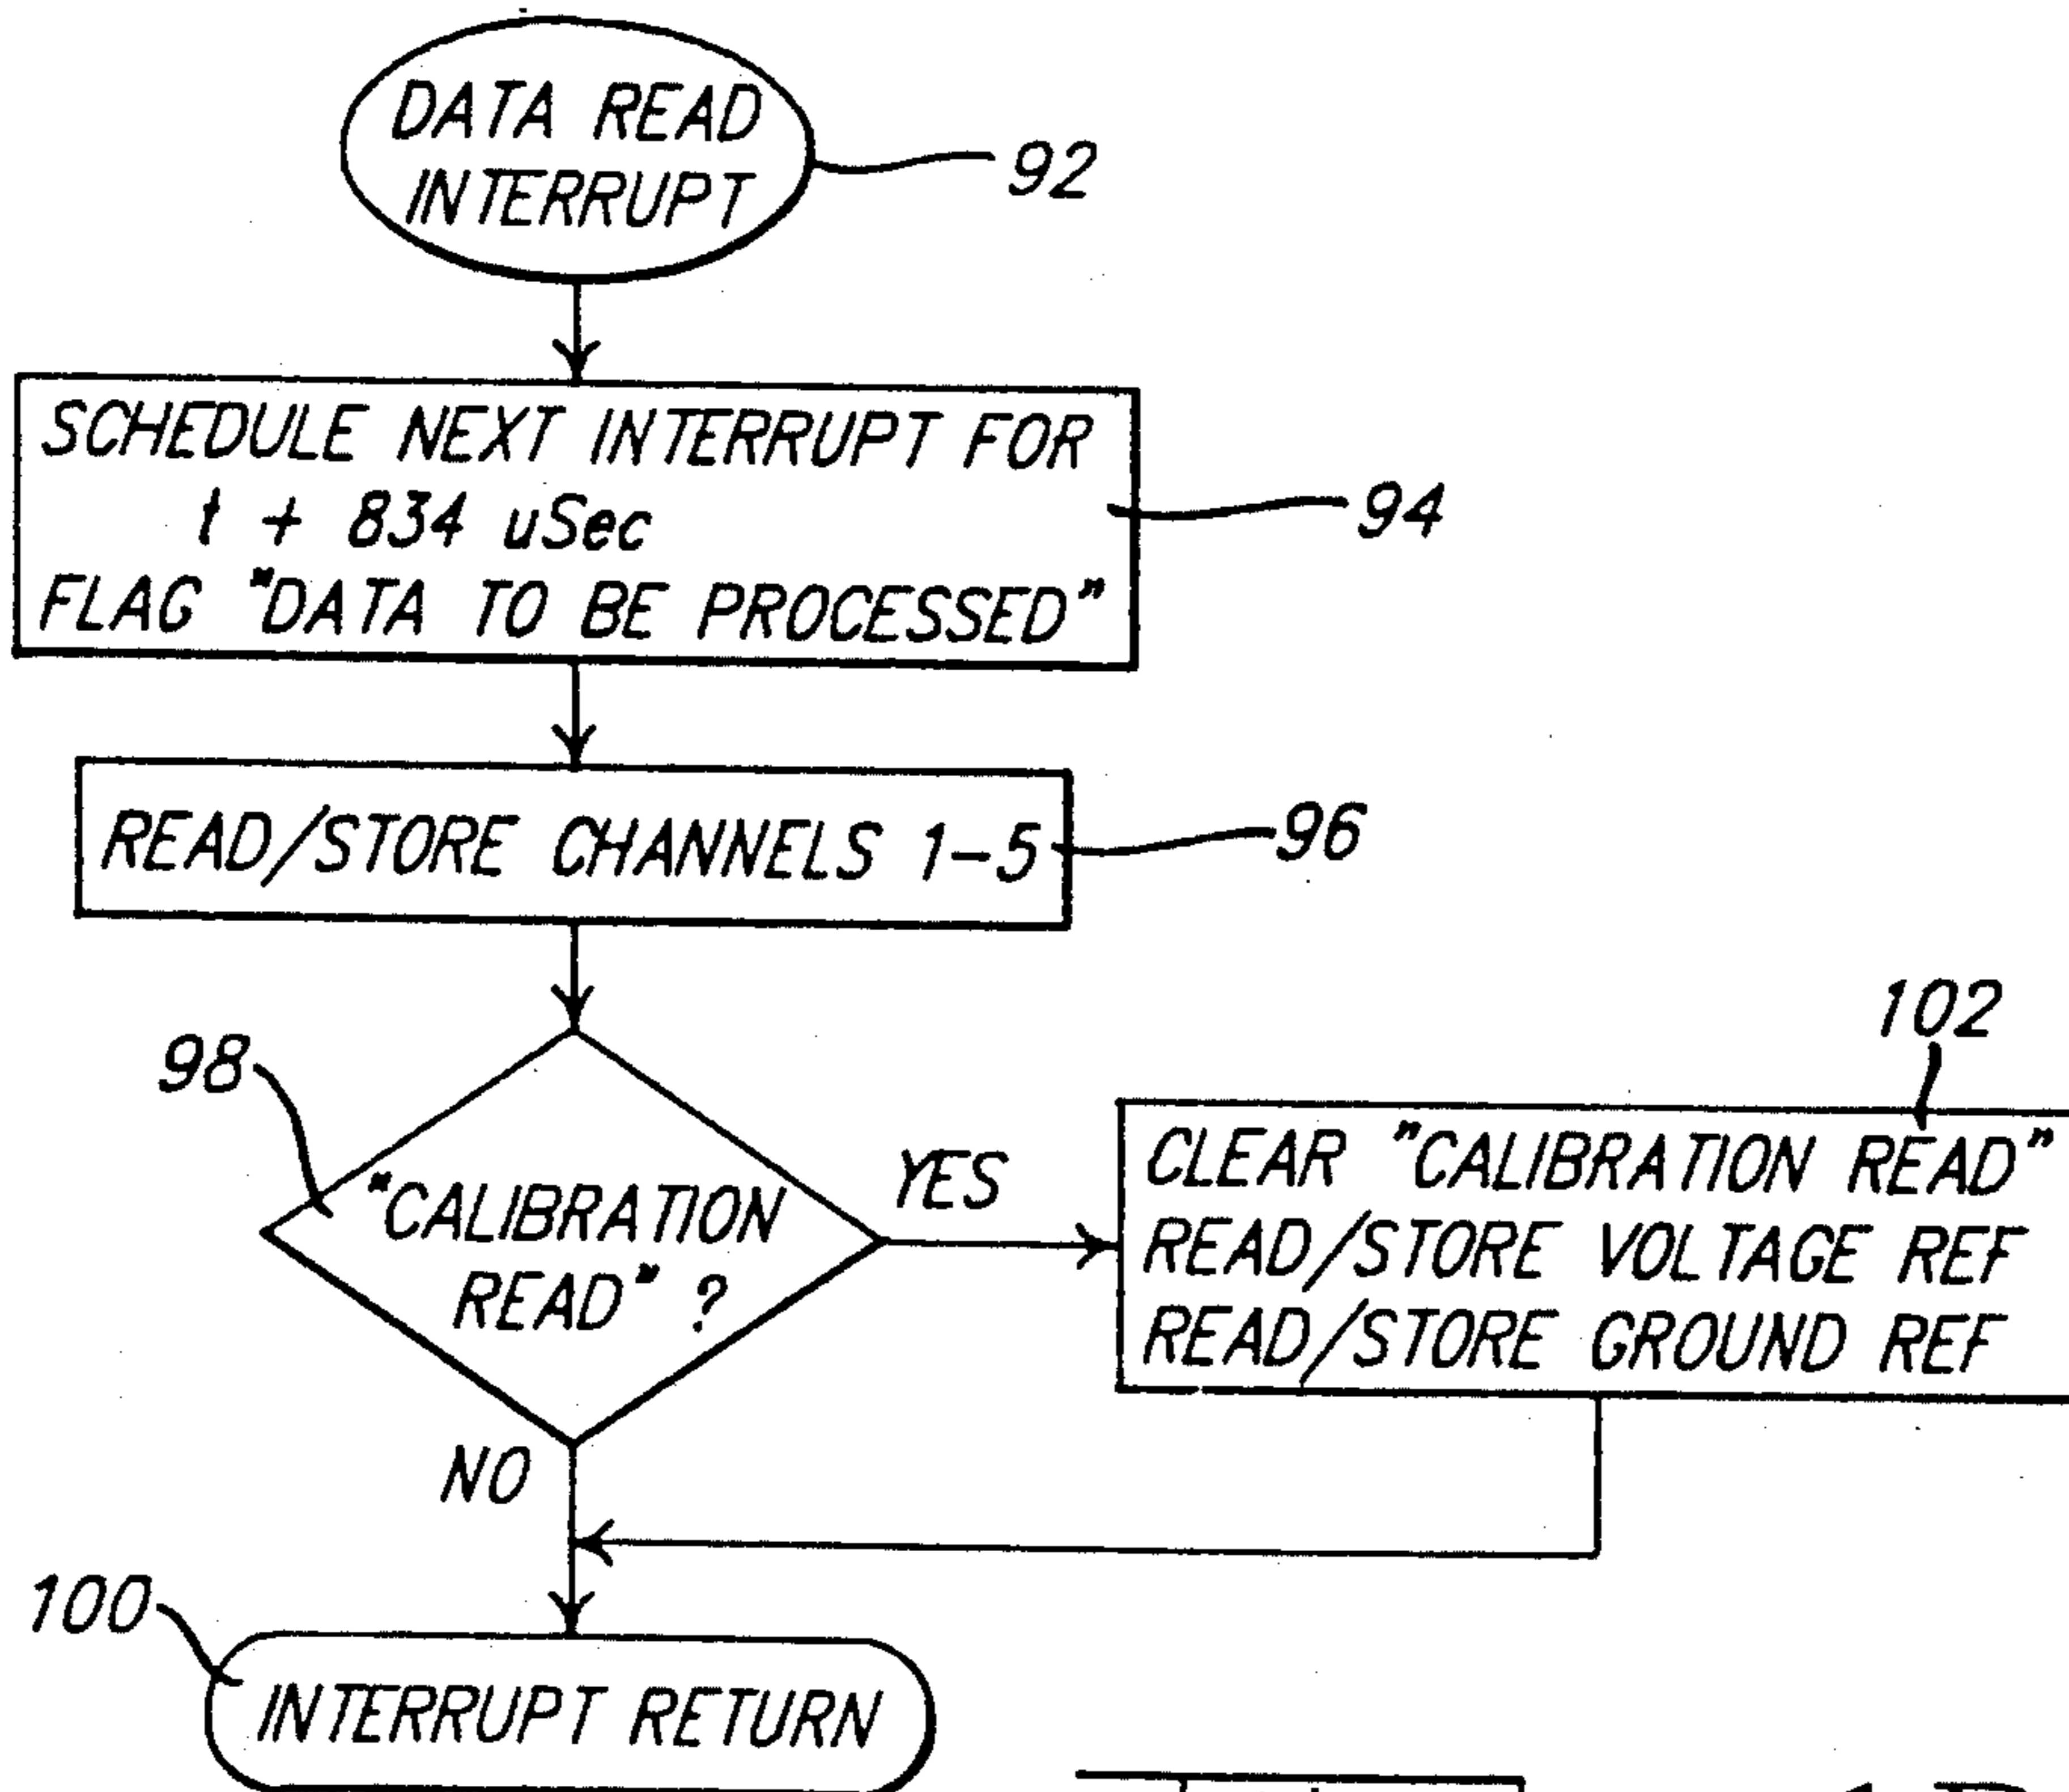 DATA READ
INTERRUPT
92
SCHEDULE NEXT INTERRUPT FOR
t + 834 uSec
FLAG "DATA TO BE PROCESSED"
94
READ/STORE CHANNELS 1-5
96
98
"CALIBRATION
READ" ?
YES
102
CLEAR "CALIBRATION READ"
READ/STORE VOLTAGE REF
READ/STORE GROUND REF
NO
100
INTERRUPT RETURN